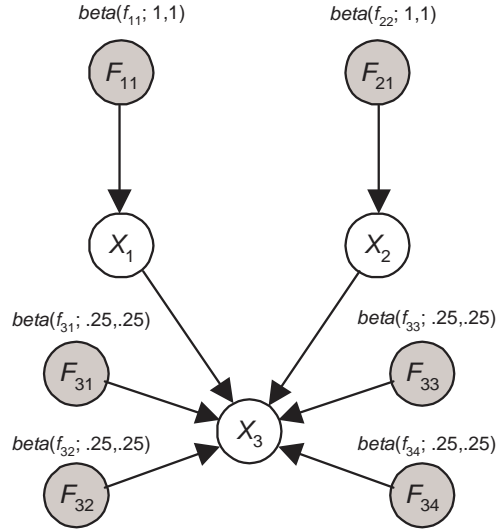 beta(f₁₁; 1,1)
beta(f₂₂; 1,1)
F₁₁
F₂₁
X₁
X₂
beta(f₃₁; .25,.25)
beta(f₃₃; .25,.25)
F₃₁
F₃₃
X₃
beta(f₃₂; .25,.25)
beta(f₃₄; .25,.25)
F₃₂
F₃₄